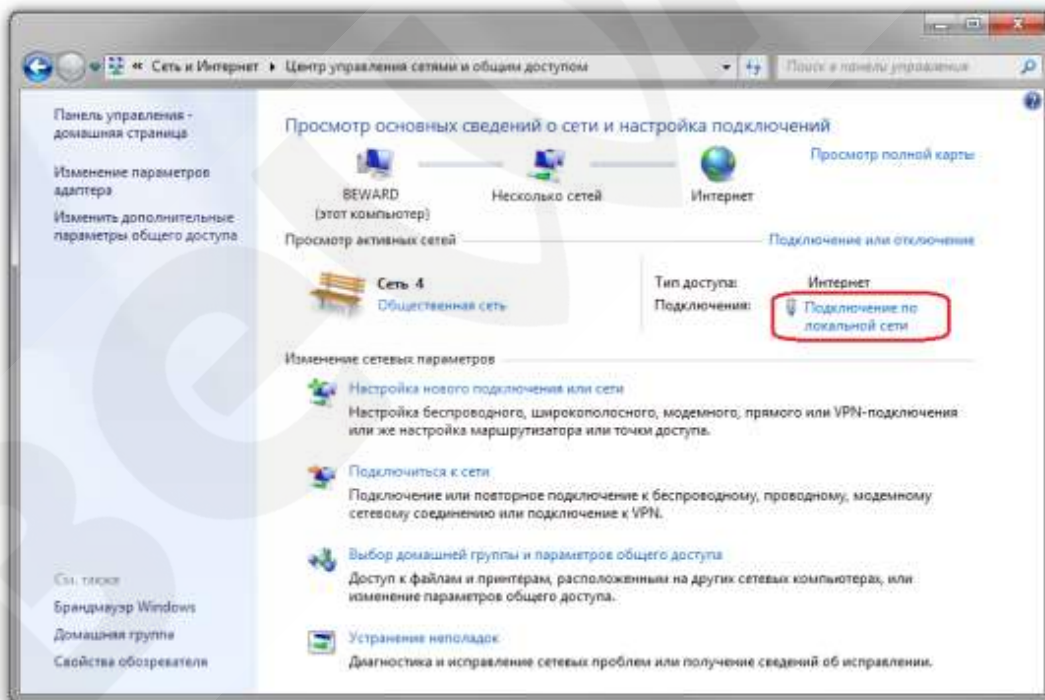 « Сеть и Интернет ▸ Центр управления сетями и общим доступом
Поиск в панели управления
Панель управления -
домашняя страница
Изменение параметров
адаптера
Изменить дополнительные
параметры общего доступа
См. также
Брандмауэр Windows
Домашняя группа
Свойства обозревателя
Просмотр основных сведений о сети и настройка подключений
Просмотр полной карты
BEWARD
(этот компьютер)
Несколько сетей
Интернет
Просмотр активных сетей
Подключение или отключение
Сеть 4
Общественная сеть
Тип доступа: Интернет
Подключения: Подключение по
локальной сети
Изменение сетевых параметров
Настройка нового подключения или сети
Настройка беспроводного, широкополосного, модемного, прямого или VPN-подключения
или же настройка маршрутизатора или точки доступа.
Подключиться к сети
Подключение или повторное подключение к беспроводному, проводному, модемному
сетевому соединению или подключение к VPN.
Выбор домашней группы и параметров общего доступа
Доступ к файлам и принтерам, расположенным на других сетевых компьютерах, или
изменение параметров общего доступа.
Устранение неполадок
Диагностика и исправление сетевых проблем или получение сведений об исправлении.